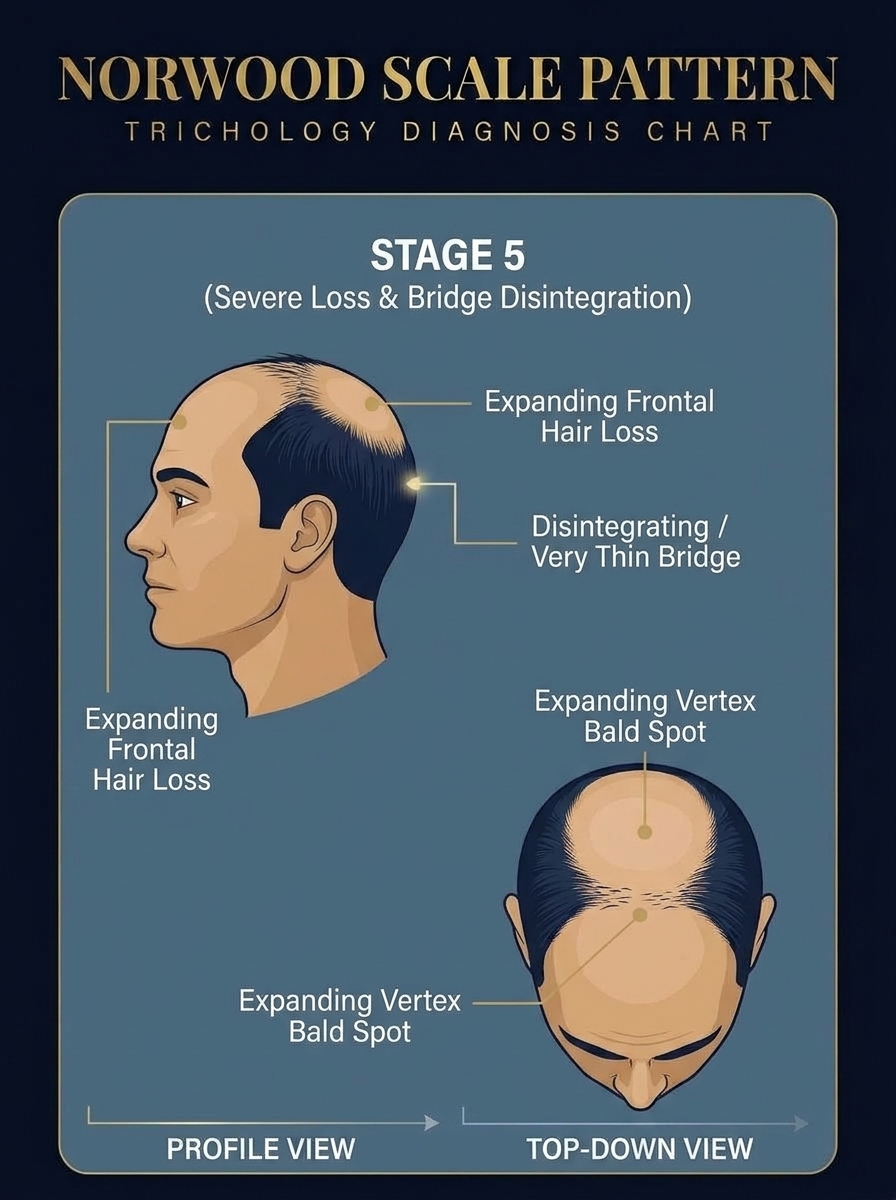 NORWOOD SCALE PATTERN
TRICHOLOGY DIAGNOSIS CHART
STAGE 5
(Severe Loss & Bridge Disintegration)
Expanding Frontal
Hair Loss
Disintegrating /
Very Thin Bridge
Expanding
Frontal
Hair Loss
Expanding Vertex
Bald Spot
Expanding Vertex
Bald Spot
PROFILE VIEW
TOP-DOWN VIEW